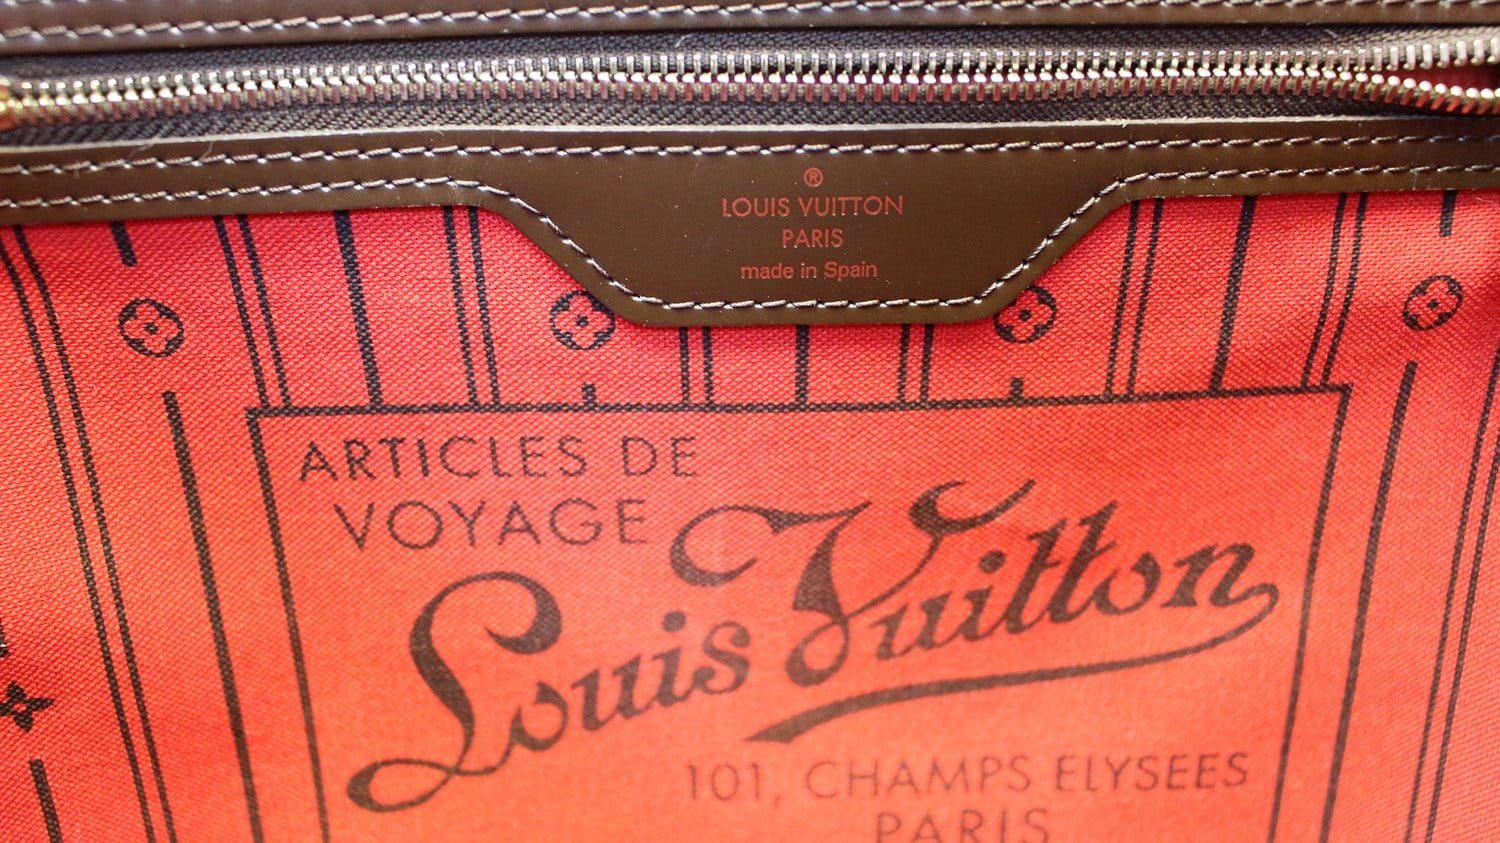 ®
LOUIS VUITTON
PARIS
made in Spain
ARTICLES DE
VOYAGE
Louis Vuitton
101, CHAMPS ELYSEES
PARIS